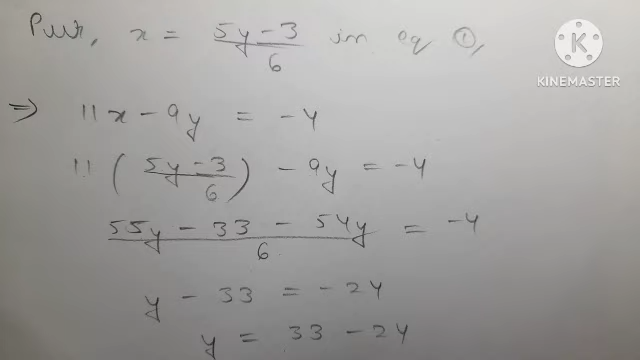 Put, x = (5y - 3)/6 in eq ①,
⇒ 11x - 9y = -4
11 ( (5y - 3)/6 ) - 9y = -4
(55y - 33 - 54y)/6 = -4
y - 33 = -24
y = 33 - 24
K
KINEMASTER